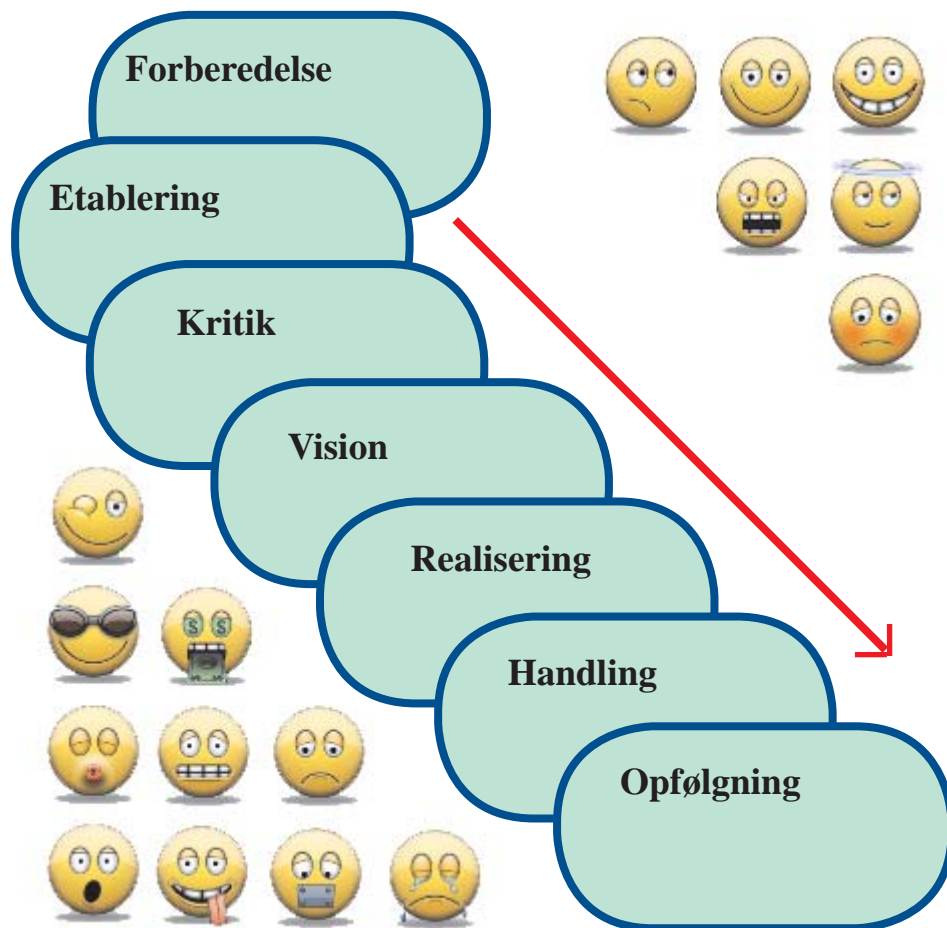 Forberedelse
Etablering
Kritik
Vision
Realisering
Handling
Opfølgning